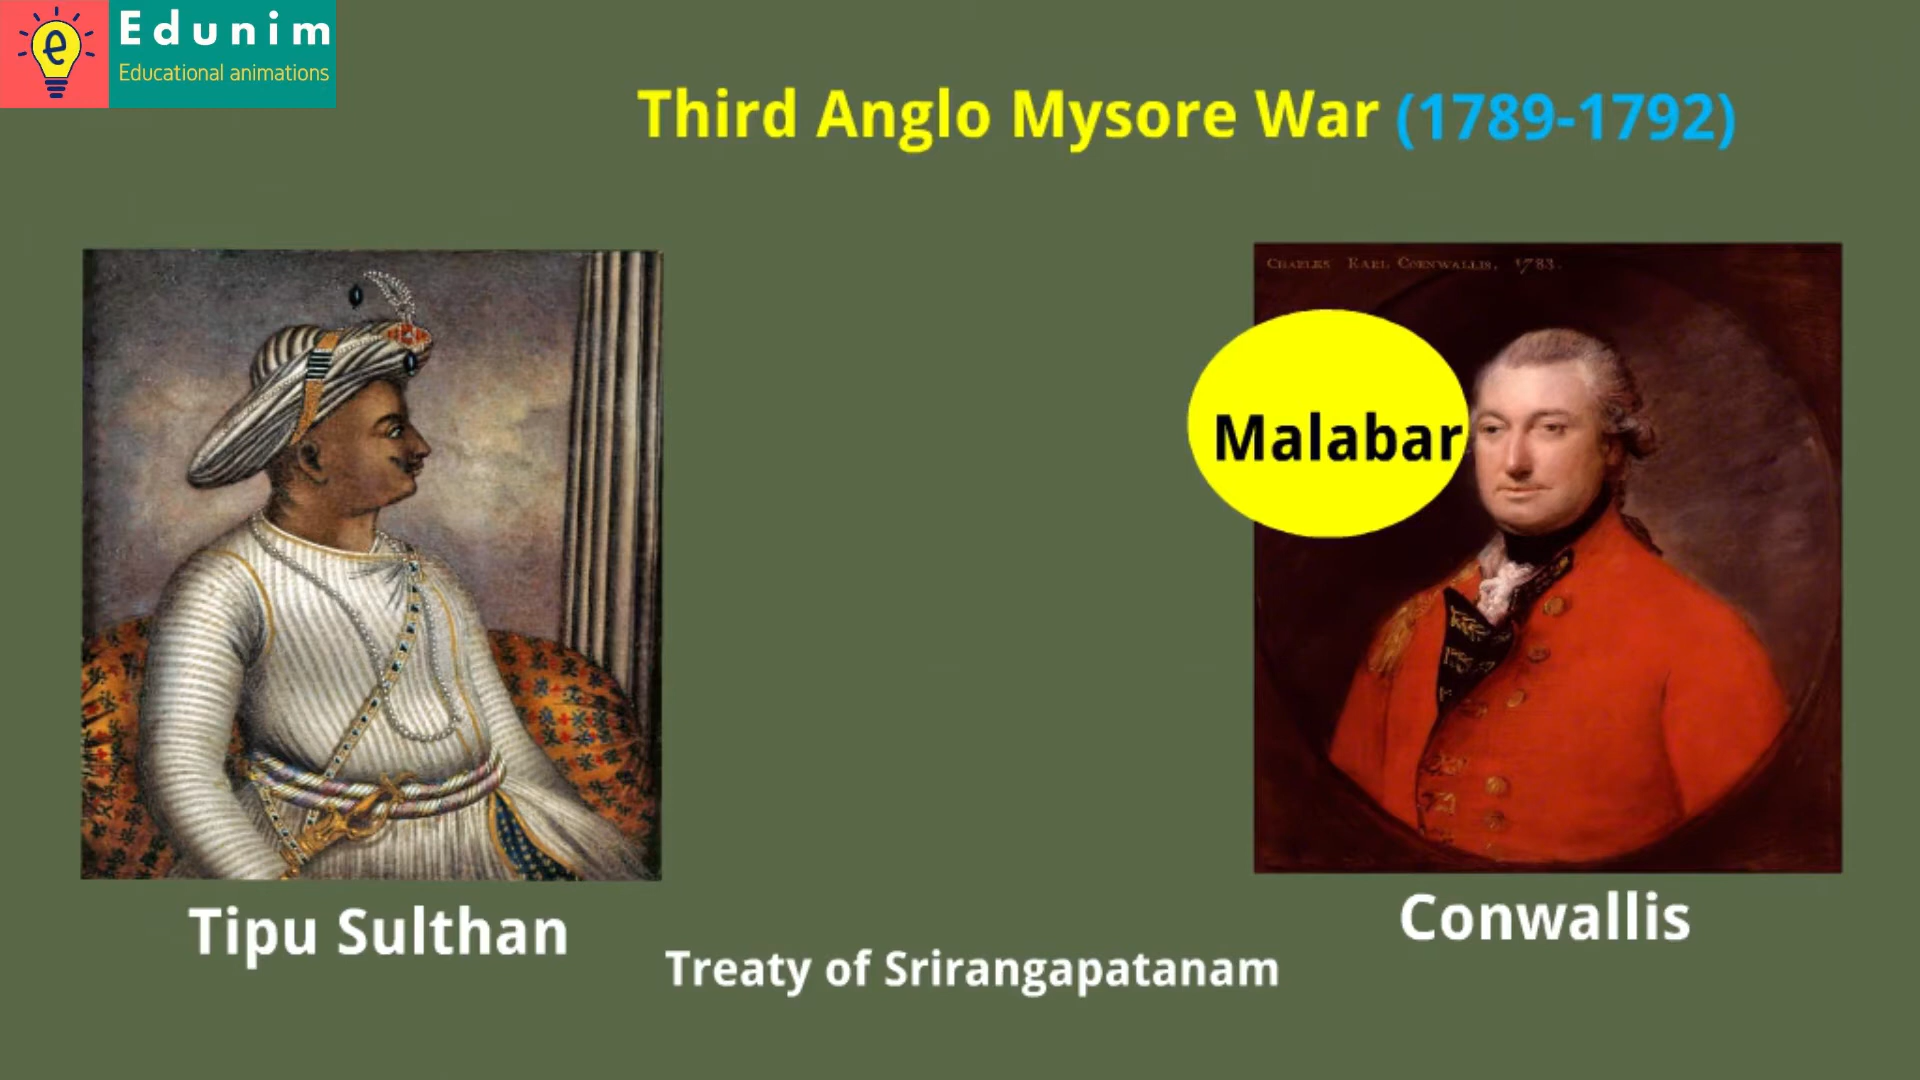 e
Edunim
Educational animations
Third Anglo Mysore War (1789-1792)
CHARLES EARL CORNWALLIS, 1783.
Malabar
Tipu Sulthan
Conwallis
Treaty of Srirangapatanam